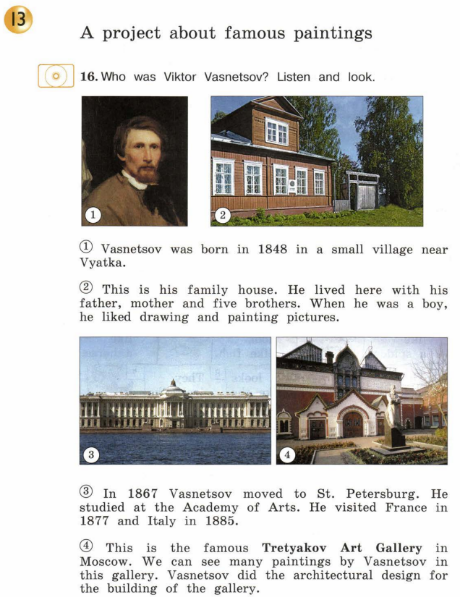 13
A project about famous paintings
16. Who was Viktor Vasnetsov? Listen and look.
1
2
① Vasnetsov was born in 1848 in a small village near
Vyatka.
② This is his family house. He lived here with his
father, mother and five brothers. When he was a boy,
he liked drawing and painting pictures.
3
4
③ In 1867 Vasnetsov moved to St. Petersburg. He
studied at the Academy of Arts. He visited France in
1877 and Italy in 1885.
④ This is the famous Tretyakov Art Gallery in
Moscow. We can see many paintings by Vasnetsov in
this gallery. Vasnetsov did the architectural design for
the building of the gallery.